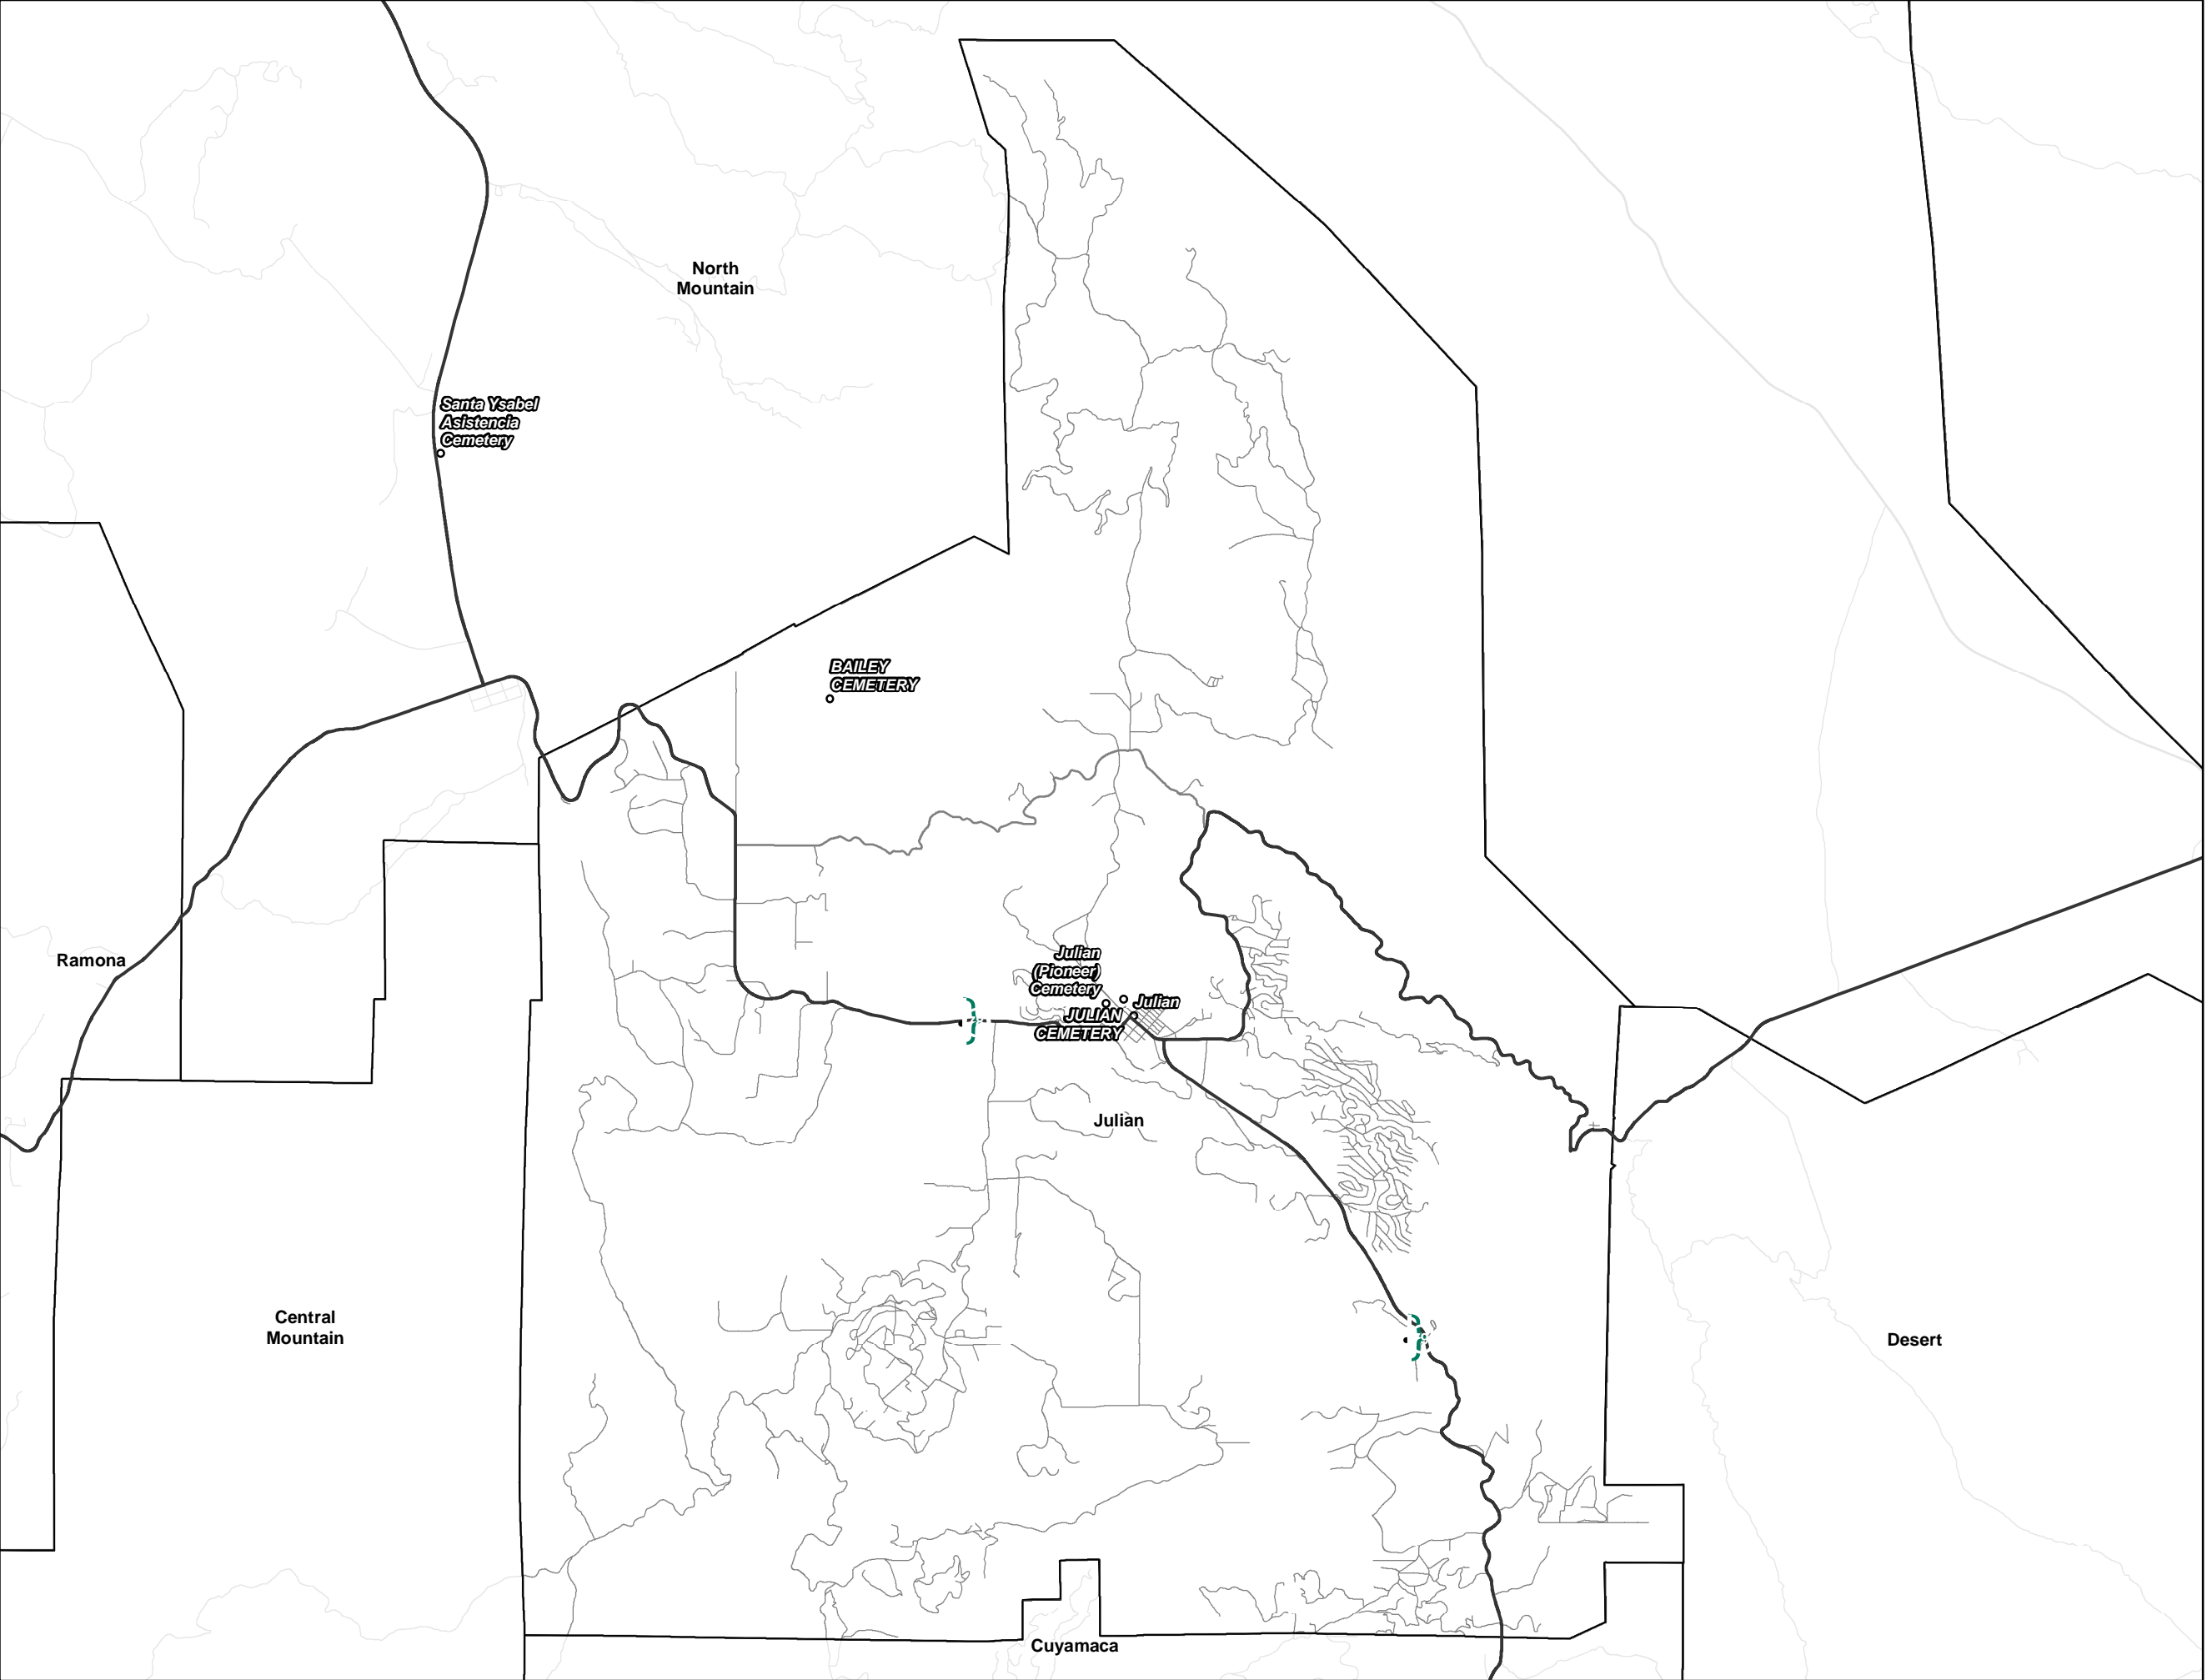 North
Mountain
Santa Ysabel
Asistencia
Cemetery
BAILEY
CEMETERY
Ramona
Julian
(Pioneer)
Cemetery
Julian
JULIAN
CEMETERY
Julian
Central
Mountain
Desert
Cuyamaca